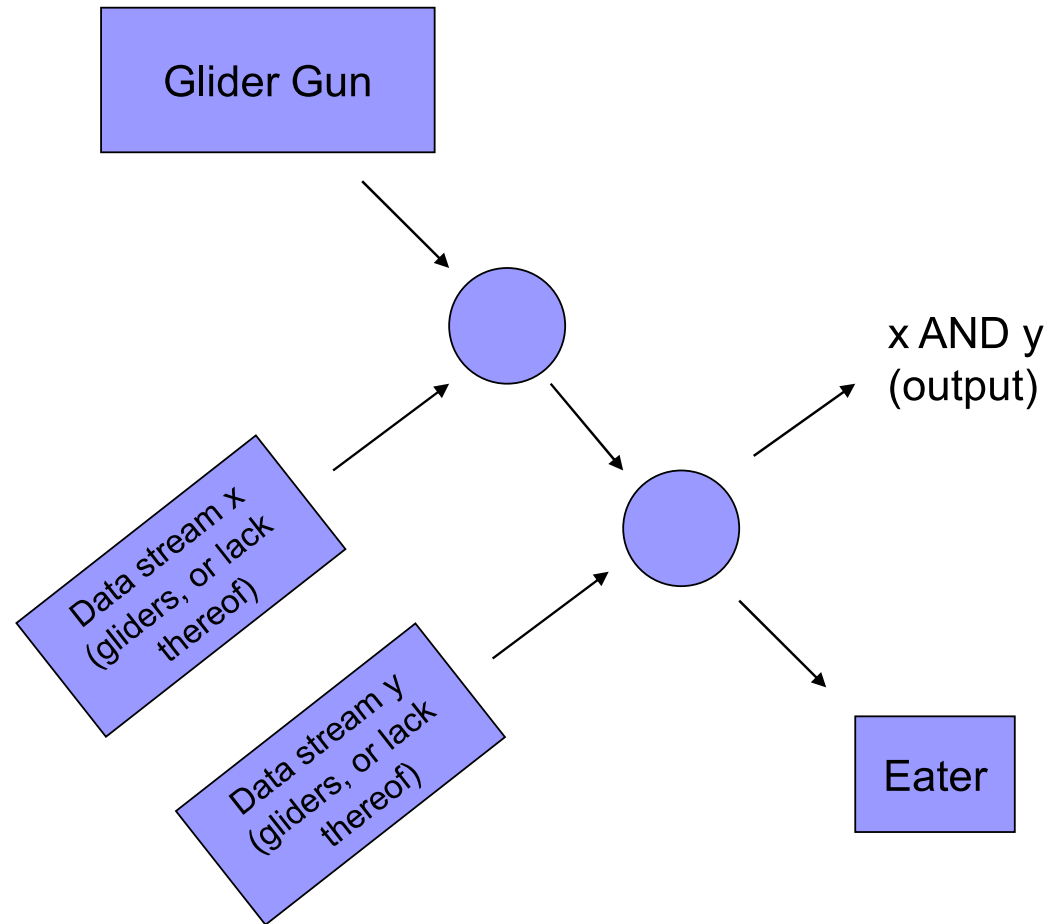 Glider Gun
x AND y
(output)
Data stream x
(gliders, or lack
thereof)
Data stream y
(gliders, or lack
thereof)
Eater